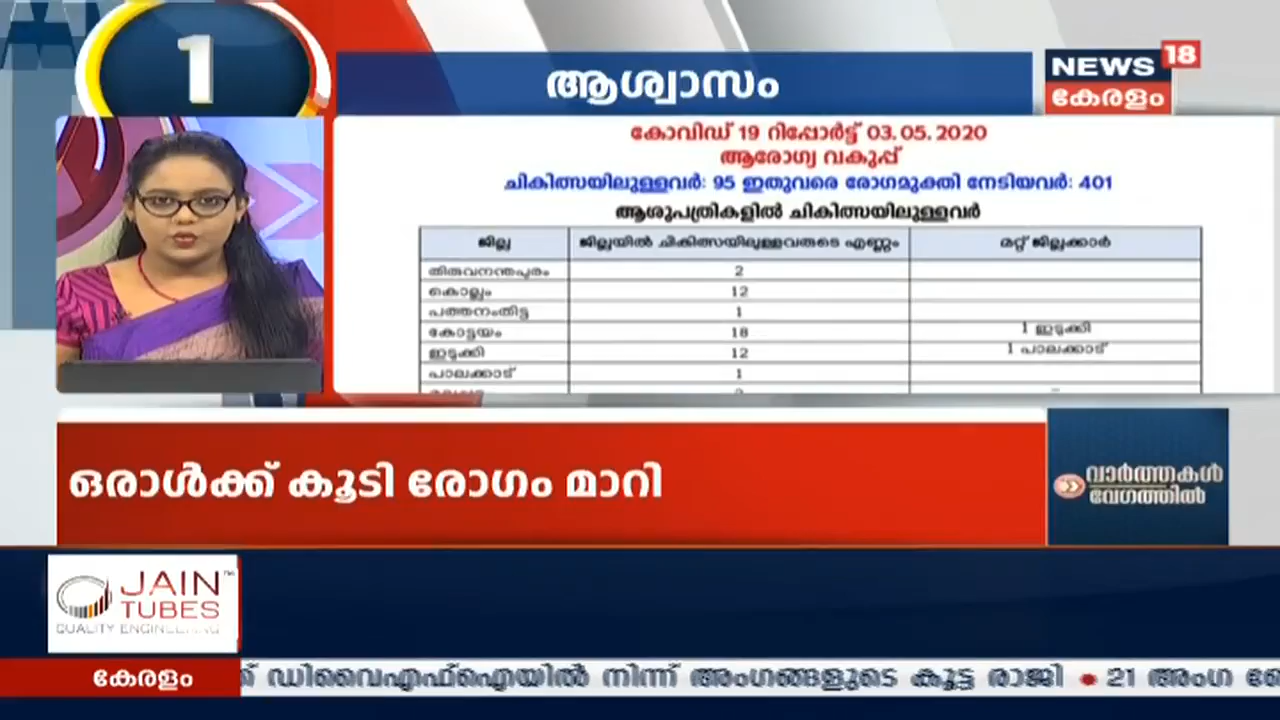 1
ആശ്വാസം
NEWS 18
കേരളം
കോവിഡ് 19 റിപ്പോർട്ട് 03.05.2020
ആരോഗ്യ വകുപ്പ്
ചികിത്സയിലുള്ളവർ: 95 ഇതുവരെ രോഗമുക്തി നേടിയവർ: 401
ആശുപത്രികളിൽ ചികിത്സയിലുള്ളവർ
ജില്ല ജില്ലയിൽ ചികിത്സയിലുള്ളവരുടെ എണ്ണം മറ്റ് ജില്ലക്കാർ
തിരുവനന്തപുരം 2
കൊല്ലം 12
പത്തനംതിട്ട 1
കോട്ടയം 18 1 ഇടുക്കി
ഇടുക്കി 12 1 പാലക്കാട്
പാലക്കാട് 1
ഒരാൾക്ക് കൂടി രോഗം മാറി
വാർത്തകൾ
വേഗത്തിൽ
JAIN
TUBES
QUALITY ENGINEERING
കേരളം ഡിവൈഎഫ്ഐയിൽ നിന്ന് അംഗങ്ങളുടെ കൂട്ട രാജി • 21 അംഗ